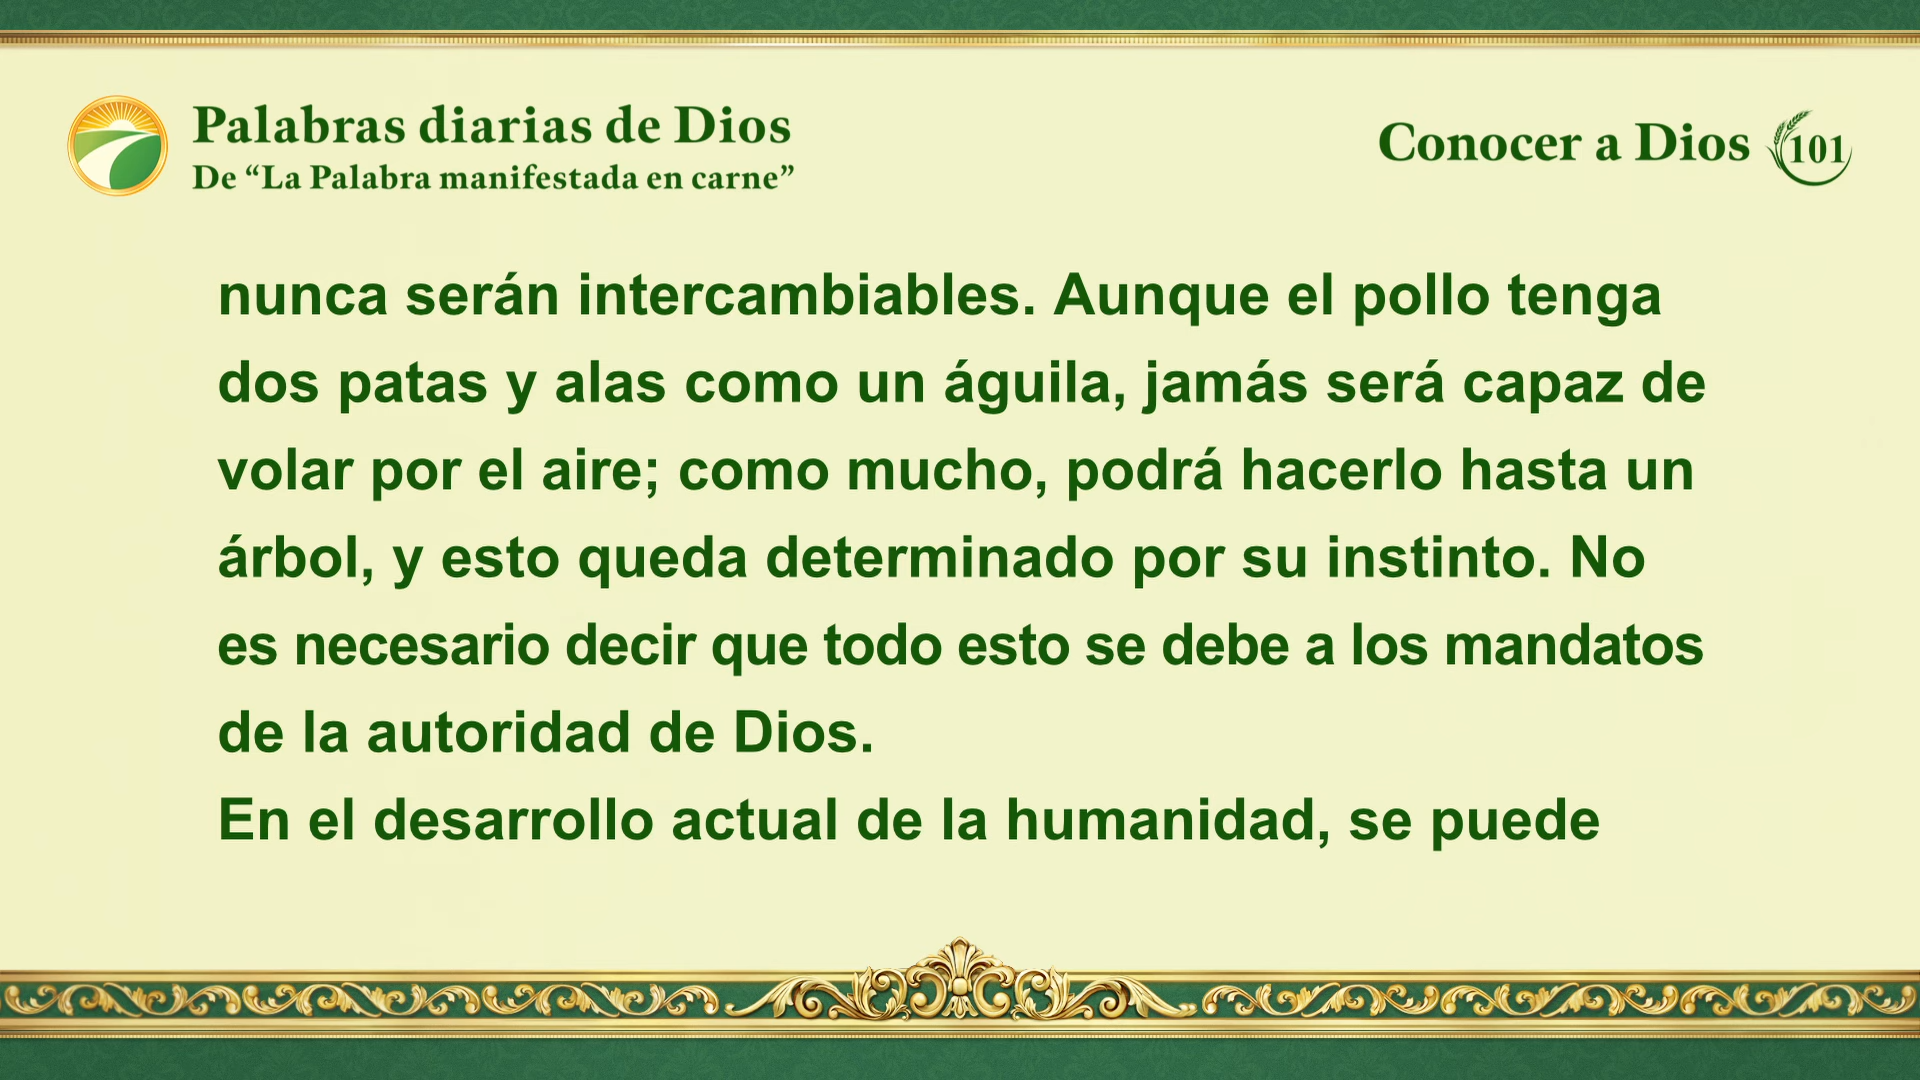 Palabras diarias de Dios
De “La Palabra manifestada en carne”
Conocer a Dios 101
nunca serán intercambiables. Aunque el pollo tenga
dos patas y alas como un águila, jamás será capaz de
volar por el aire; como mucho, podrá hacerlo hasta un
árbol, y esto queda determinado por su instinto. No
es necesario decir que todo esto se debe a los mandatos
de la autoridad de Dios.
En el desarrollo actual de la humanidad, se puede